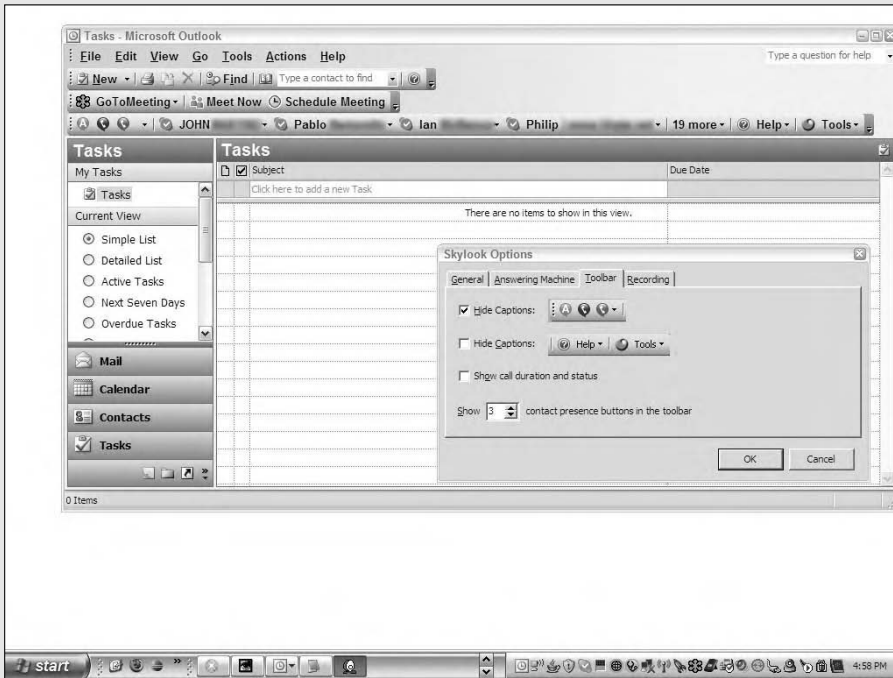 Tasks - Microsoft Outlook
File Edit View Go Tools Actions Help
Type a question for help
New Find Type a contact to find
GoToMeeting Meet Now Schedule Meeting
JOHN Pablo Ian Philip 19 more Help Tools
Tasks
My Tasks
Tasks
Current View
Simple List
Detailed List
Active Tasks
Next Seven Days
Overdue Tasks
Mail
Calendar
Contacts
Tasks
Tasks
Subject Due Date
Click here to add a new Task
There are no items to show in this view.
Skylook Options
General Answering Machine Toolbar Recording
Hide Captions: A
Hide Captions: Help Tools
Show call duration and status
Show 3 contact presence buttons in the toolbar
OK Cancel
0 Items
start 4:58 PM